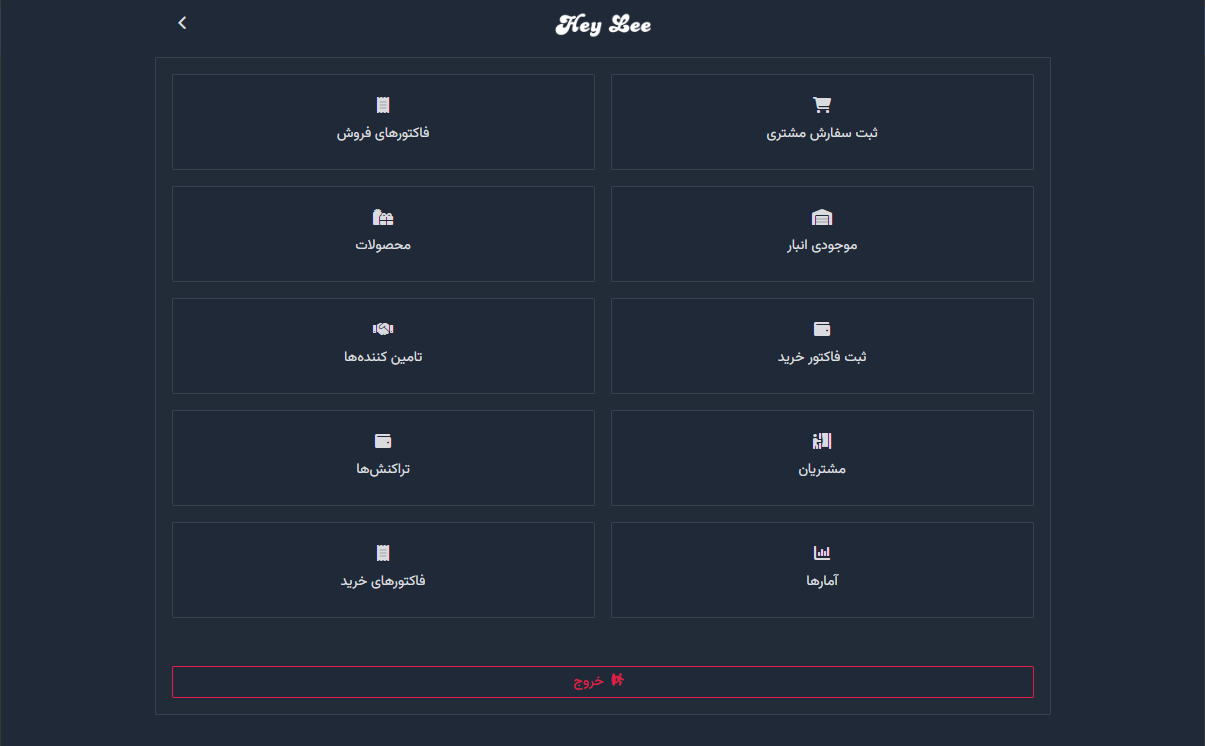 Hey Lee
ثبت سفارش مشتری
فاکتورهای فروش
موجودی انبار
محصولات
ثبت فاکتور خرید
تامین کننده‌ها
مشتریان
تراکنش‌ها
آمارها
فاکتورهای خرید
خروج